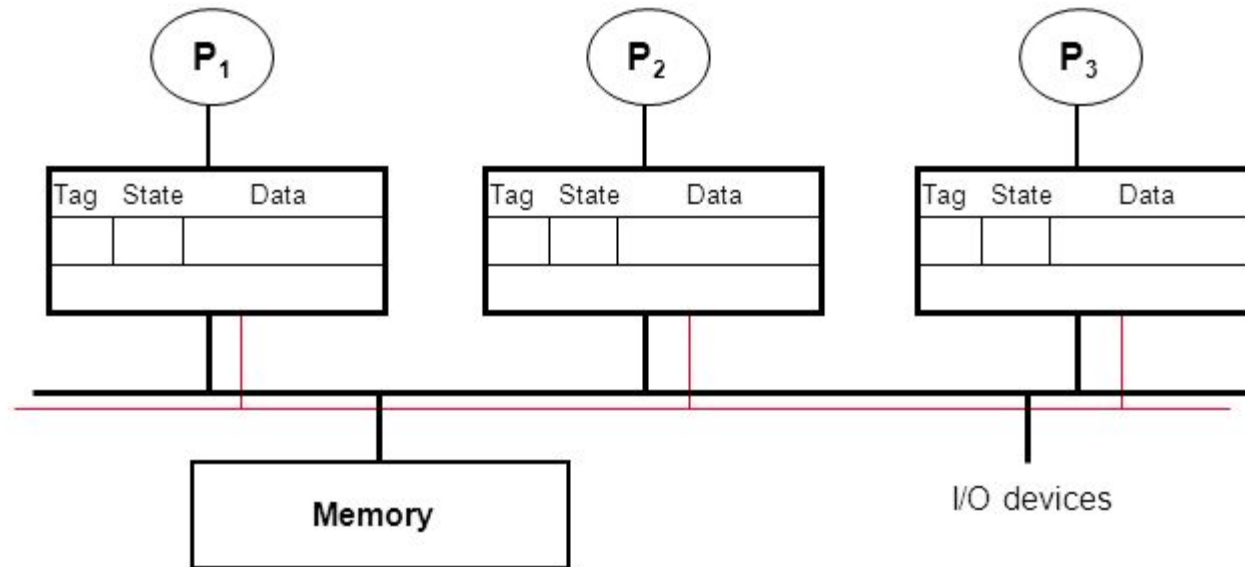 P₁ P₂ P₃
Tag State Data Tag State Data Tag State Data
Memory
I/O devices